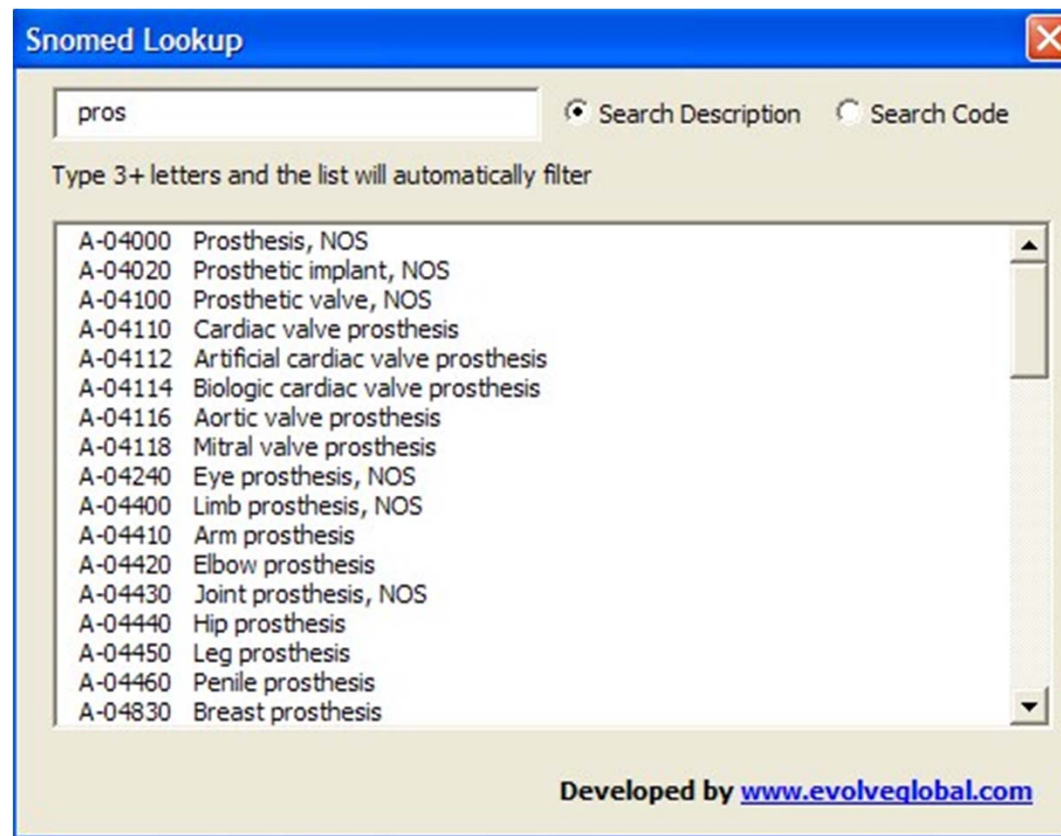 Snomed Lookup
pros
Search Description Search Code
Type 3+ letters and the list will automatically filter
A-04000 Prosthesis, NOS
A-04020 Prosthetic implant, NOS
A-04100 Prosthetic valve, NOS
A-04110 Cardiac valve prosthesis
A-04112 Artificial cardiac valve prosthesis
A-04114 Biologic cardiac valve prosthesis
A-04116 Aortic valve prosthesis
A-04118 Mitral valve prosthesis
A-04240 Eye prosthesis, NOS
A-04400 Limb prosthesis, NOS
A-04410 Arm prosthesis
A-04420 Elbow prosthesis
A-04430 Joint prosthesis, NOS
A-04440 Hip prosthesis
A-04450 Leg prosthesis
A-04460 Penile prosthesis
A-04830 Breast prosthesis
Developed by www.evolveglobal.com